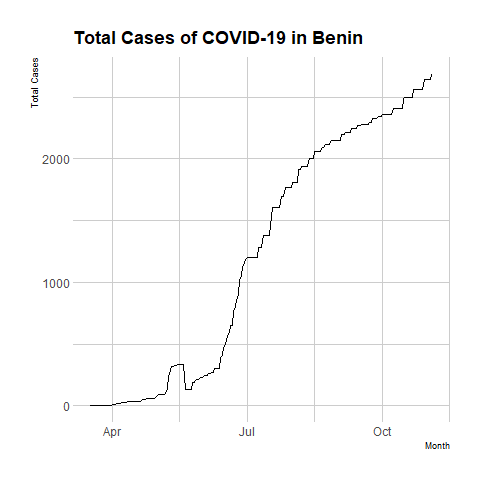 Total Cases of COVID-19 in Benin
Total Cases
2000
1000
0
Apr
Jul
Oct
Month